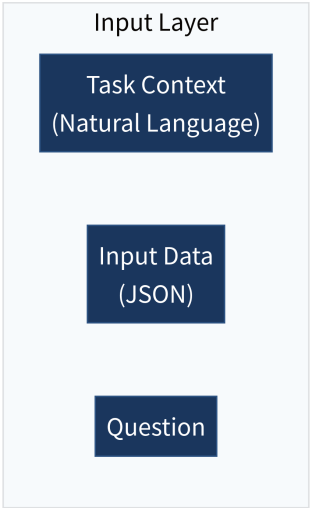 Input Layer
Task Context
(Natural Language)
Input Data
(JSON)
Question